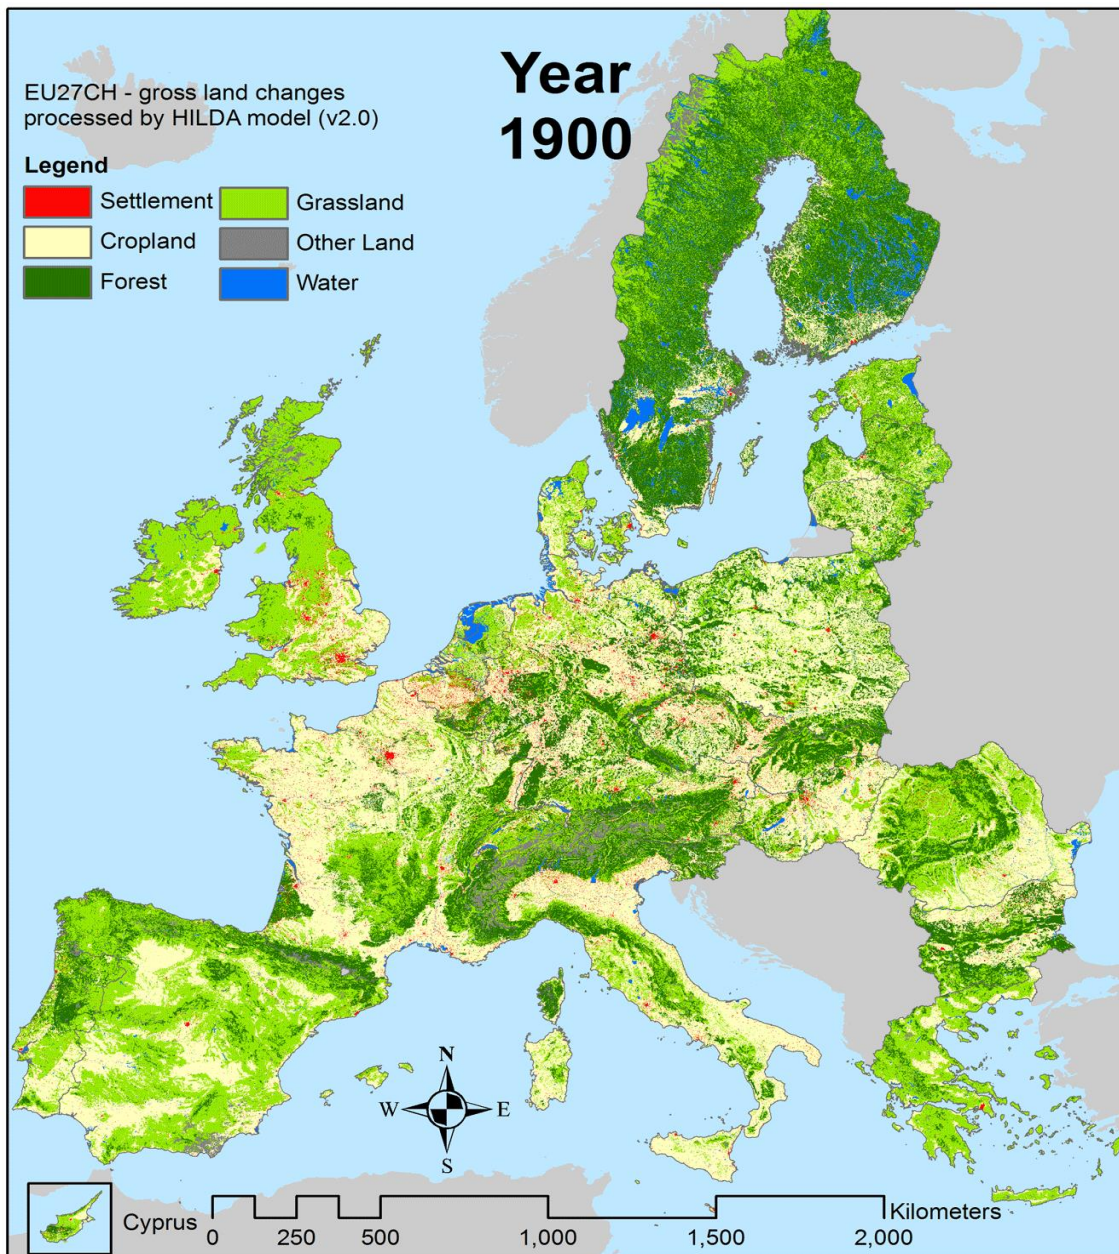 Year
1900
EU27CH - gross land changes
processed by HILDA model (v2.0)
Legend
Settlement
Grassland
Cropland
Other Land
Forest
Water
N
W
E
S
Cyprus
Kilometers
0
250
500
1,000
1,500
2,000